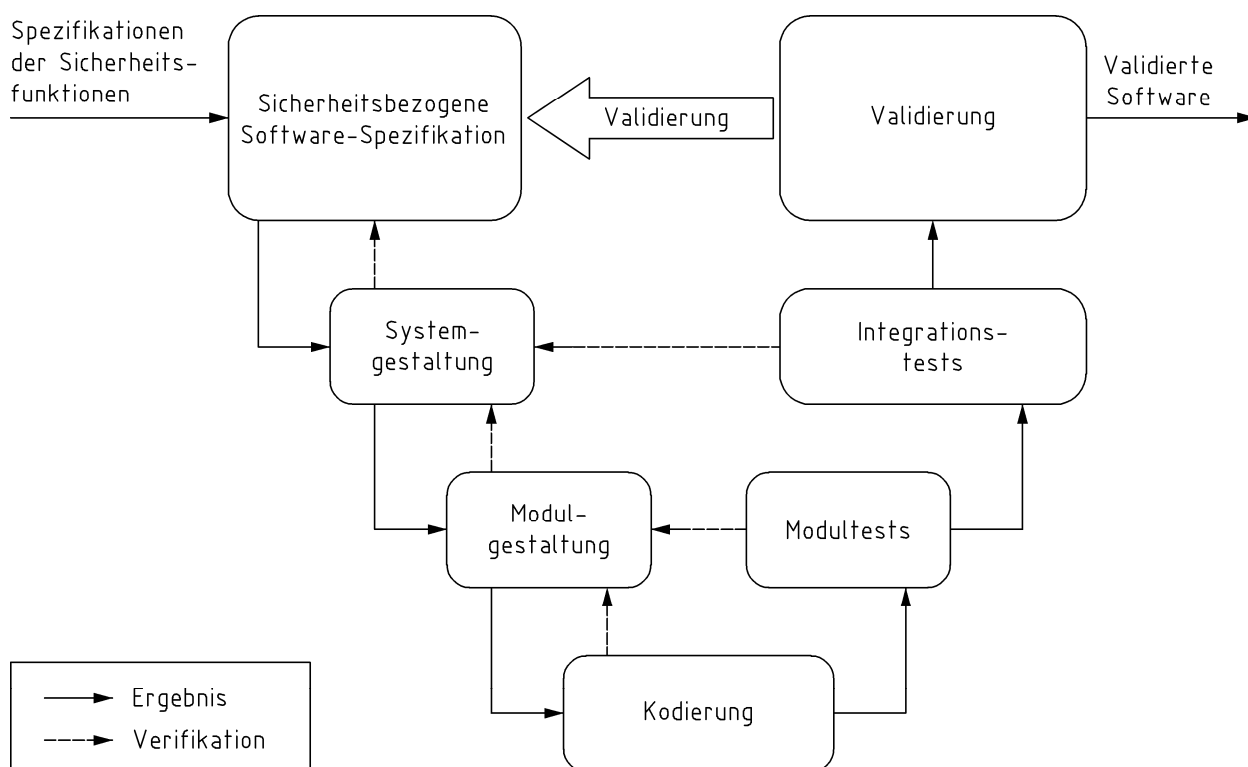 Spezifikationen
der Sicherheits-
funktionen
Sicherheitsbezogene
Software-Spezifikation
Validierung
Validierung
Validierte
Software
System-
gestaltung
Integrations-
tests
Modul-
gestaltung
Modultests
Kodierung
Ergebnis
Verifikation